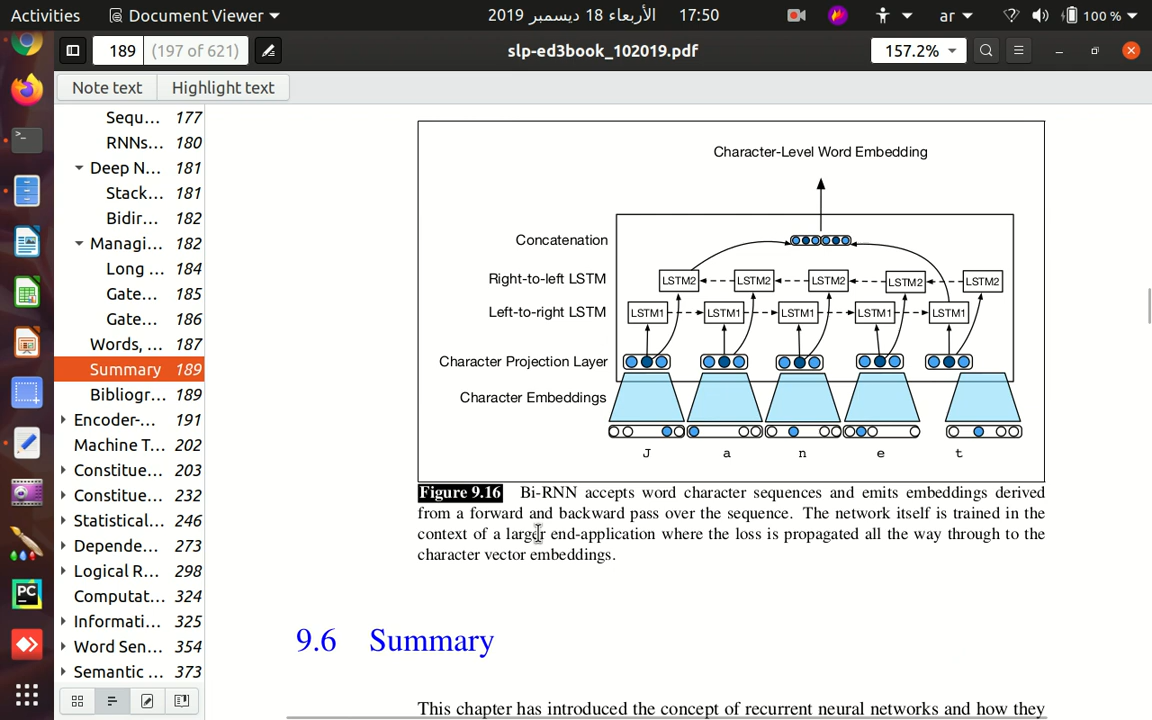 Activities Document Viewer الأربعاء 18 ديسمبر 2019 17:50 ar 100 %
189 (197 of 621) slp-ed3book_102019.pdf 157.2%
Note text Highlight text
Sequ... 177
RNNs... 180
Deep N... 181
Stack... 181
Bidir... 182
Managi... 182
Long ... 184
Gate... 185
Gate... 186
Words, ... 187
Summary 189
Bibliogr... 189
Encoder-... 191
Machine T... 202
Constitue... 203
Constitue... 232
Statistical... 246
Depende... 273
Logical R... 298
Computat... 324
Informati... 325
Word Sen... 354
Semantic ... 373
Character-Level Word Embedding
Concatenation
Right-to-left LSTM LSTM2 LSTM2 LSTM2 LSTM2 LSTM2
Left-to-right LSTM LSTM1 LSTM1 LSTM1 LSTM1 LSTM1
Character Projection Layer
Character Embeddings
J a n e t
Figure 9.16 Bi-RNN accepts word character sequences and emits embeddings derived
from a forward and backward pass over the sequence. The network itself is trained in the
context of a larger end-application where the loss is propagated all the way through to the
character vector embeddings.
9.6 Summary
This chapter has introduced the concept of recurrent neural networks and how they